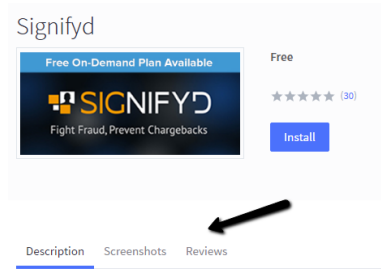 Signifyd
Free On-Demand Plan Available
SIGNIFYD
Fight Fraud, Prevent Chargebacks
Free
(30)
Install
Description Screenshots Reviews